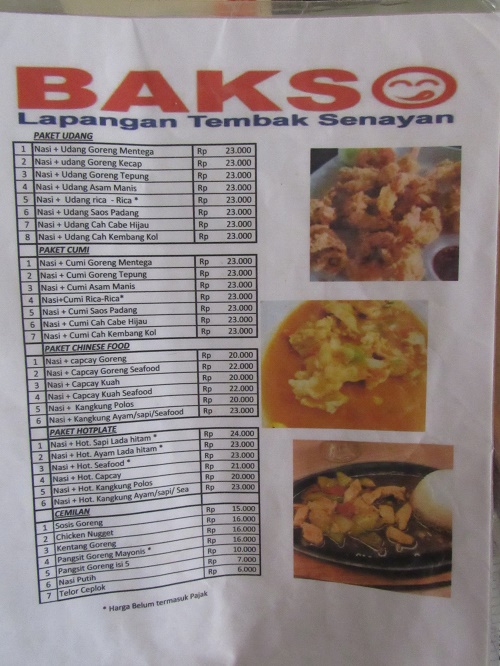 BAKSO
Lapangan Tembak Senayan
PAKET UDANG
1 Nasi + Udang Goreng Mentega Rp 23.000
2 Nasi + Udang Goreng Kecap Rp 23.000
3 Nasi + Udang Goreng Tepung Rp 23.000
4 Nasi + Udang Asam Manis Rp 23.000
5 Nasi + Udang rica - Rica * Rp 23.000
6 Nasi + Udang Saos Padang Rp 23.000
7 Nasi + Udang Cah Cabe Hijau Rp 23.000
8 Nasi + Udang Cah Kembang Kol Rp 23.000
PAKET CUMI
1 Nasi + Cumi Goreng Mentega Rp 23.000
2 Nasi + Cumi Goreng Tepung Rp 23.000
3 Nasi + Cumi Asam Manis Rp 23.000
4 Nasi+Cumi Rica-Rica* Rp 23.000
5 Nasi + Cumi Saos Padang Rp 23.000
6 Nasi + Cumi Cah Cabe Hijau Rp 23.000
7 Nasi + Cumi Cah Kembang Kol Rp 23.000
PAKET CHINESE FOOD
1 Nasi + capcay Goreng Rp 20.000
2 Nasi + Capcay Goreng Seafood Rp 22.000
3 Nasi + Capcay Kuah Rp 20.000
4 Nasi + Capcay Kuah Seafood Rp 22.000
5 Nasi + Kangkung Polos Rp 20.000
6 Nasi + Kangkung Ayam/sapi/Seafood Rp 23.000
PAKET HOTPLATE
1 Nasi + Hot. Sapi Lada hitam * Rp 24.000
2 Nasi + Hot. Ayam Lada hitam * Rp 23.000
3 Nasi + Hot. Seafood * Rp 23.000
4 Nasi + Hot. Capcay Rp 21.000
5 Nasi + Hot. Kangkung Polos Rp 20.000
6 Nasi + Hot. Kangkung Ayam/sapi/ Sea Rp 23.000
CEMILAN
1 Sosis Goreng Rp 15.000
2 Chicken Nugget Rp 16.000
3 Kentang Goreng Rp 16.000
4 Pangsit Goreng Mayonis * Rp 16.000
5 Pangsit Goreng isi 5 Rp 10.000
6 Nasi Putih Rp 7.000
7 Telor Ceplok Rp 6.000
* Harga Belum termasuk Pajak